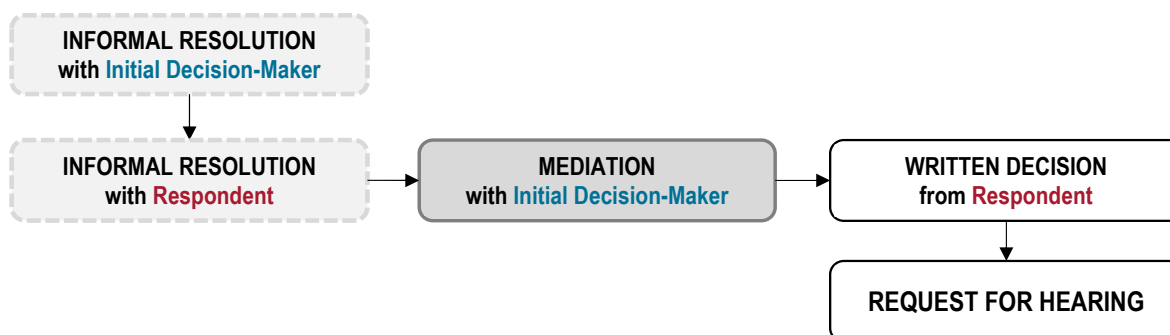 INFORMAL RESOLUTION
with Initial Decision-Maker
INFORMAL RESOLUTION
with Respondent
MEDIATION
with Initial Decision-Maker
WRITTEN DECISION
from Respondent
REQUEST FOR HEARING